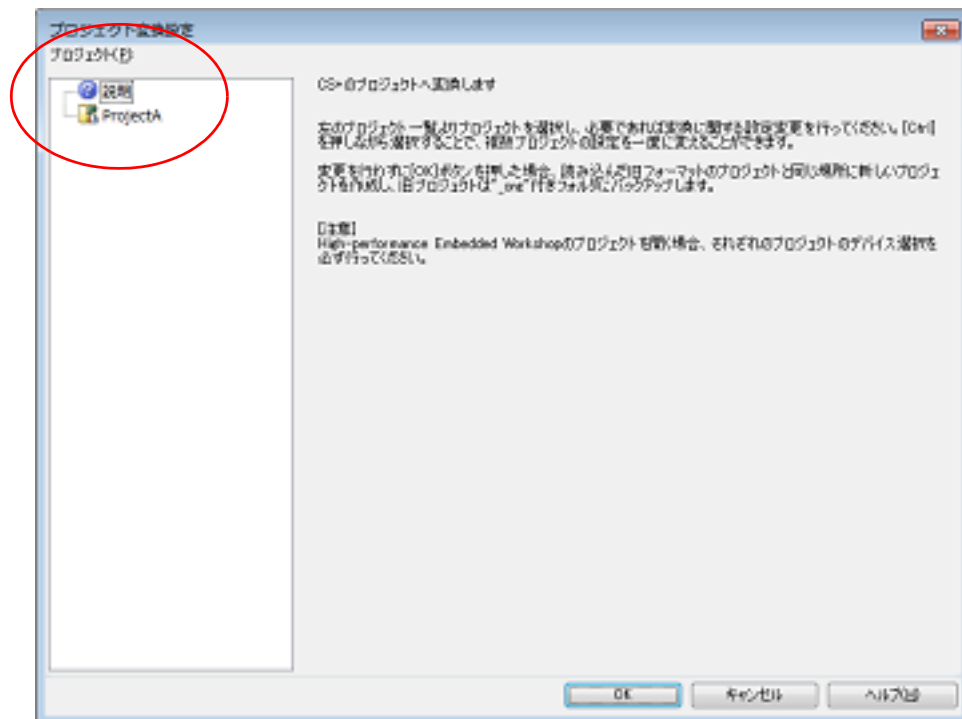 プロジェクト変換設定
プロジェクト(P)
説明
ProjectA
CS+のプロジェクトへ変換します
左のプロジェクト一覧よりプロジェクトを選択し、必要であれば変換に関する設定変更を行ってください。[Ctrl]
を押しながら選択することで、複数プロジェクトの設定を一度に変えることができます。
変更を行わずに[OK]ボタンを押した場合、読み込んだ旧フォーマットのプロジェクトと同じ場所に新しいプロジェ
クトを作成し、旧プロジェクトは"_org"付きフォルダにバックアップします。
【注意】
High-performance Embedded Workshopのプロジェクトを開く場合、それぞれのプロジェクトのデバイス選択を
必ず行ってください。
OK
キャンセル
ヘルプ(H)